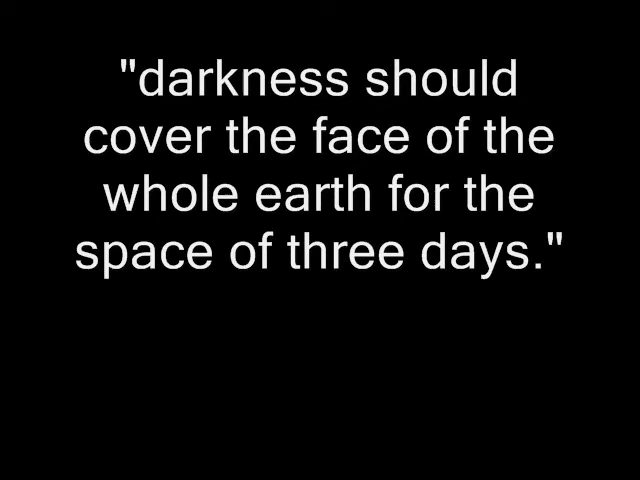 "darkness should
cover the face of the
whole earth for the
space of three days."